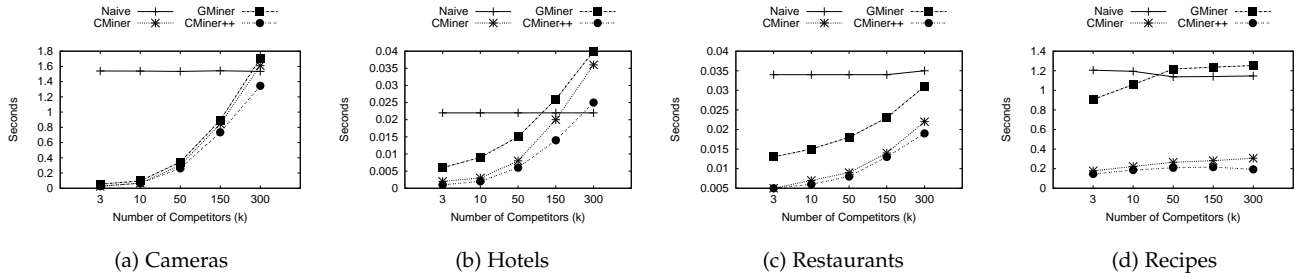 Naive GMiner
CMiner CMiner++
Seconds
1.8
1.6
1.4
1.2
1
0.8
0.6
0.4
0.2
0
3 10 50 150 300
Number of Competitors (k)
(a) Cameras
Naive GMiner
CMiner CMiner++
Seconds
0.04
0.035
0.03
0.025
0.02
0.015
0.01
0.005
0
3 10 50 150 300
Number of Competitors (k)
(b) Hotels
Naive GMiner
CMiner CMiner++
Seconds
0.04
0.035
0.03
0.025
0.02
0.015
0.01
0.005
3 10 50 150 300
Number of Competitors (k)
(c) Restaurants
Naive GMiner
CMiner CMiner++
Seconds
1.4
1.2
1
0.8
0.6
0.4
0.2
0
3 10 50 150 300
Number of Competitors (k)
(d) Recipes